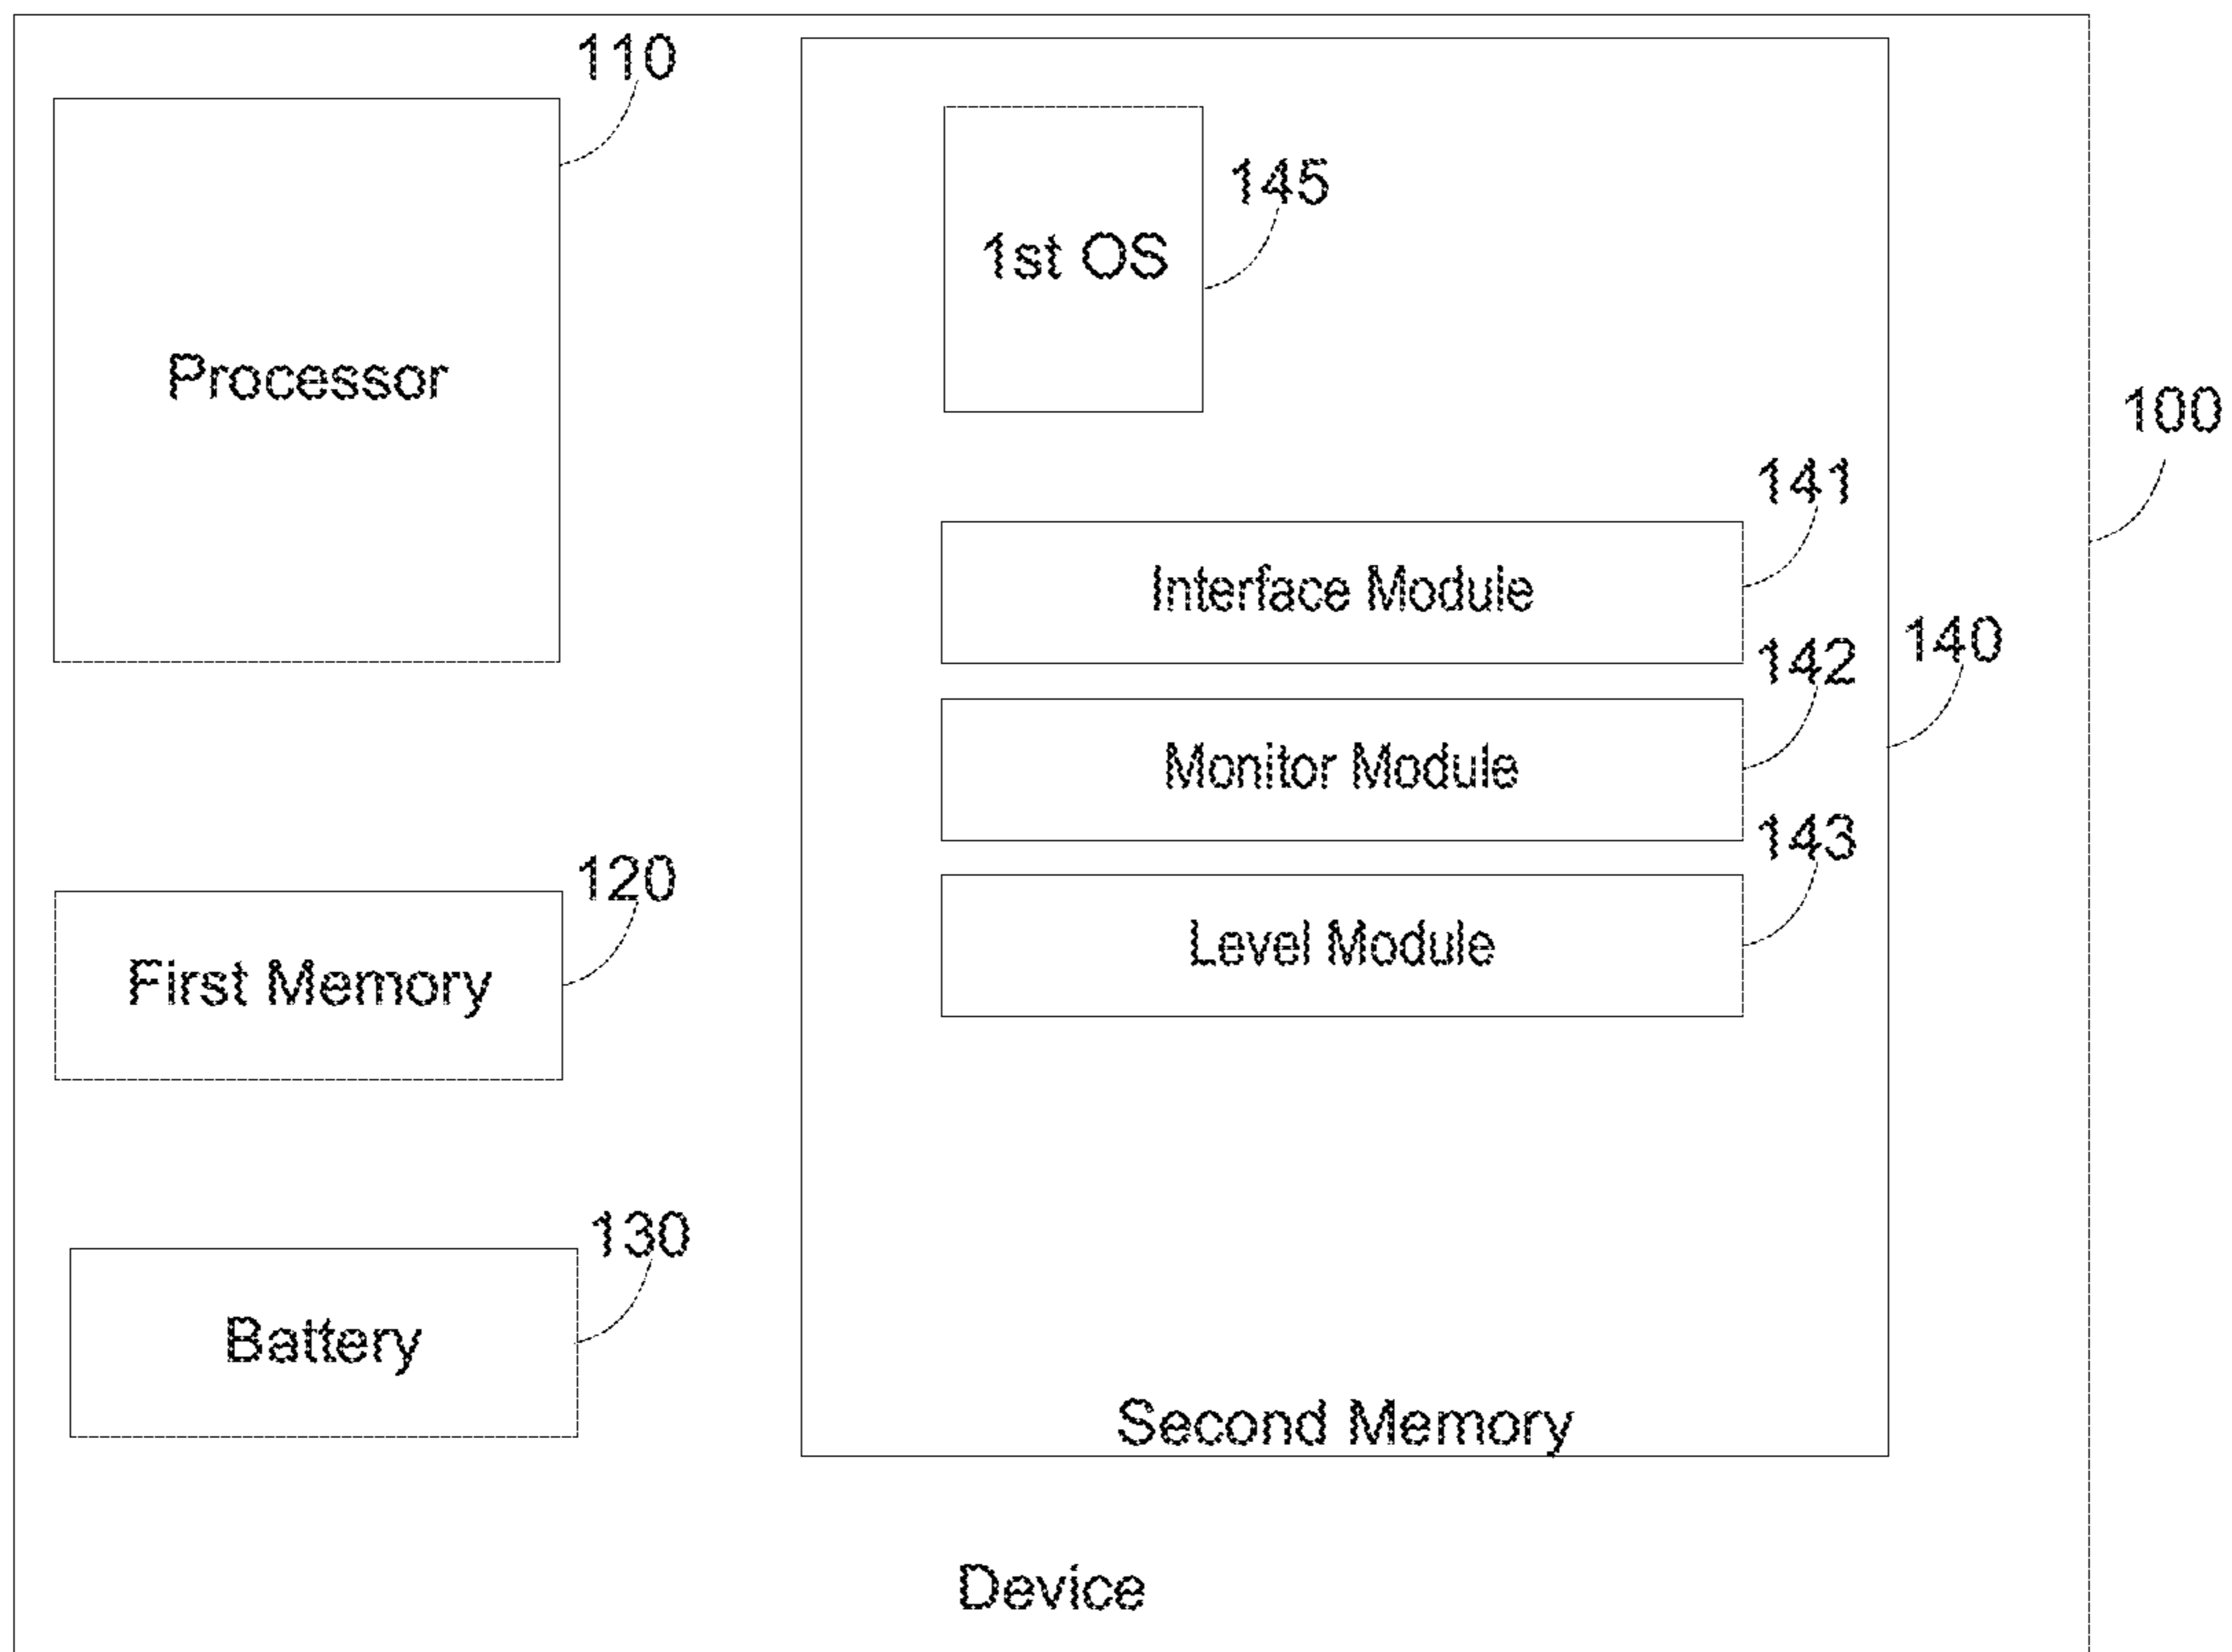 110
Processor
145
1st OS
100
141
Interface Module
140
142
Monitor Module
143
Level Module
120
First Memory
130
Battery
Second Memory
Device